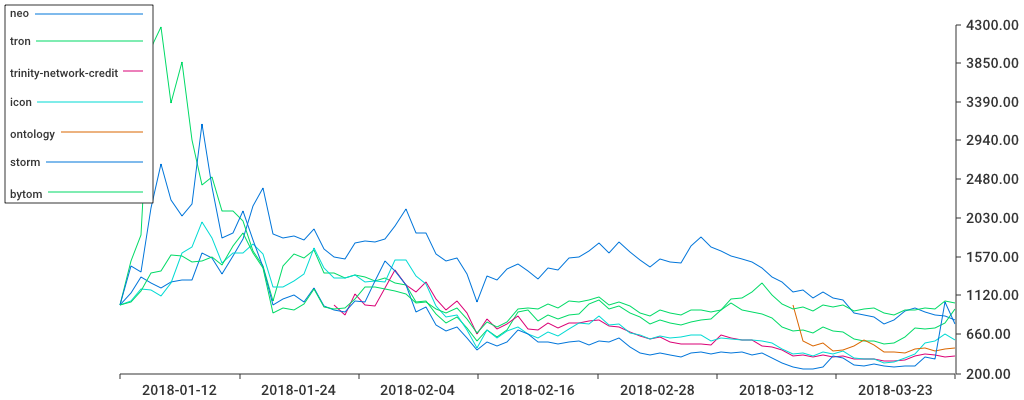 neo
tron
trinity-network-credit
icon
ontology
storm
bytom
4300.00
3850.00
3390.00
2940.00
2480.00
2030.00
1570.00
1120.00
660.00
200.00
2018-01-12 2018-01-24 2018-02-04 2018-02-16 2018-02-28 2018-03-12 2018-03-23